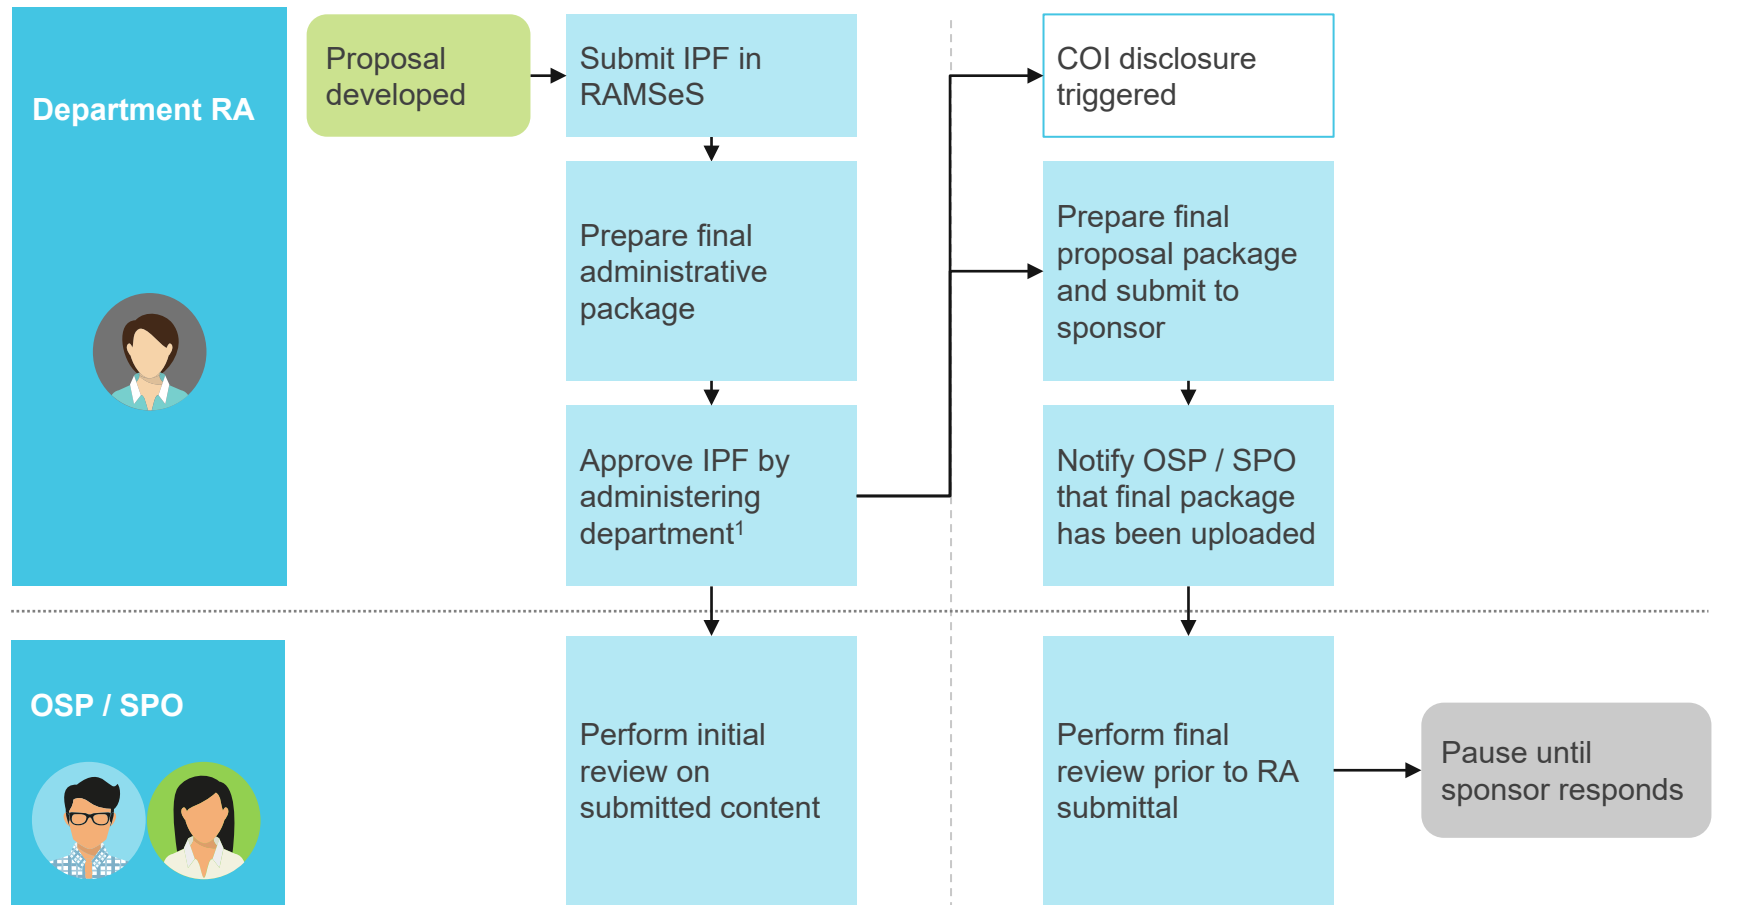 Department RA
Proposal
developed
Submit IPF in
RAMSeS
COI disclosure
triggered
Prepare final
administrative
package
Prepare final
proposal package
and submit to
sponsor
Approve IPF by
administering
department¹
Notify OSP / SPO
that final package
has been uploaded
OSP / SPO
Perform initial
review on
submitted content
Perform final
review prior to RA
submittal
Pause until
sponsor responds